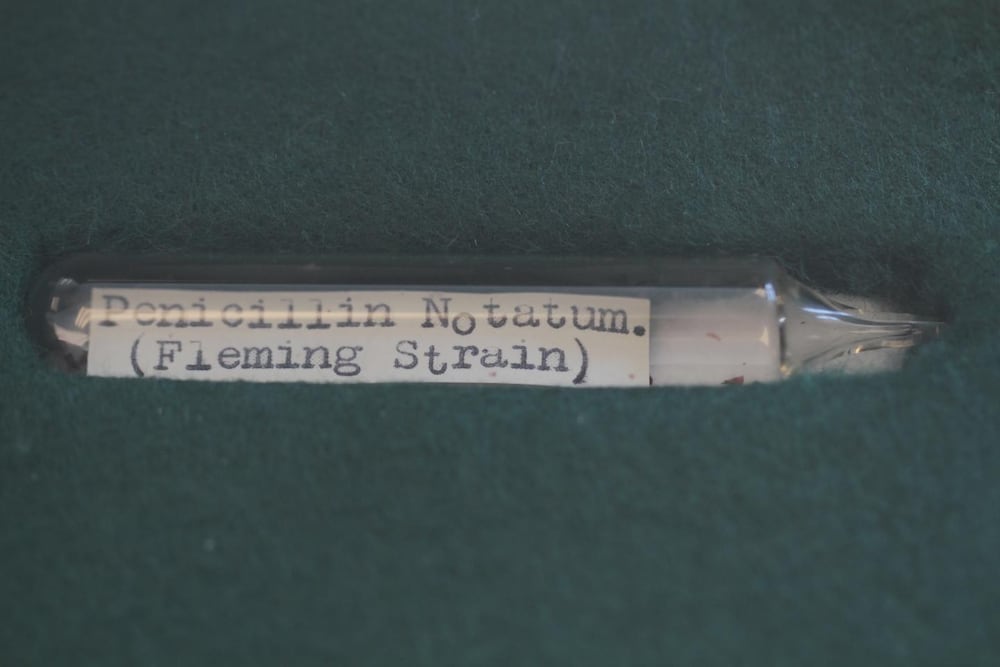 Penicillin Notatum.
(Fleming Strain)